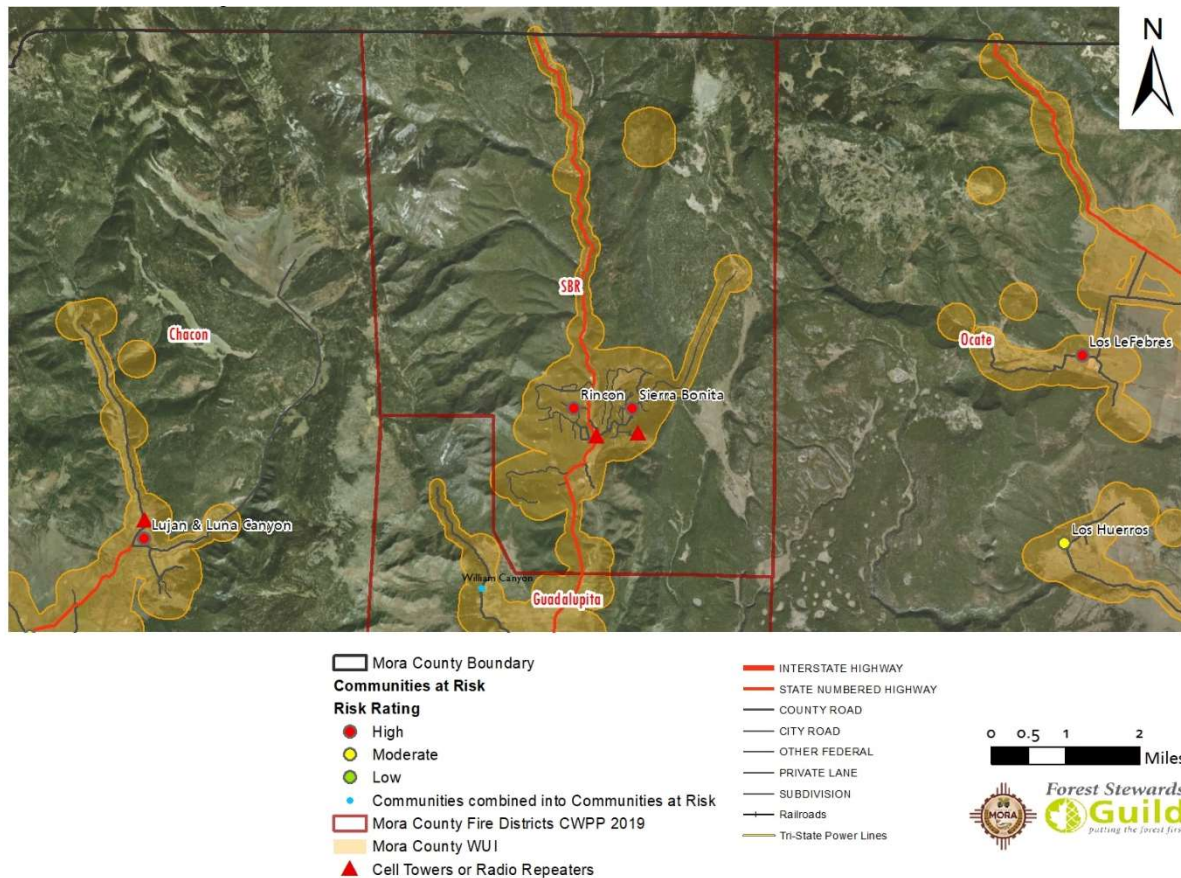 N
SBR
Chacon
Ocate
Los LeFebres
Rincon
Sierra Bonita
Lujan & Luna Canyon
Los Huerros
William Canyon
Guadalupita
Mora County Boundary
Communities at Risk
Risk Rating
High
Moderate
Low
Communities combined into Communities at Risk
Mora County Fire Districts CWPP 2019
Mora County WUI
Cell Towers or Radio Repeaters
INTERSTATE HIGHWAY
STATE NUMBERED HIGHWAY
COUNTY ROAD
CITY ROAD
OTHER FEDERAL
PRIVATE LANE
SUBDIVISION
Railroads
Tri-State Power Lines
0 0.5 1 2
Miles
MORA
Forest Stewards
Guild
putting the forest first